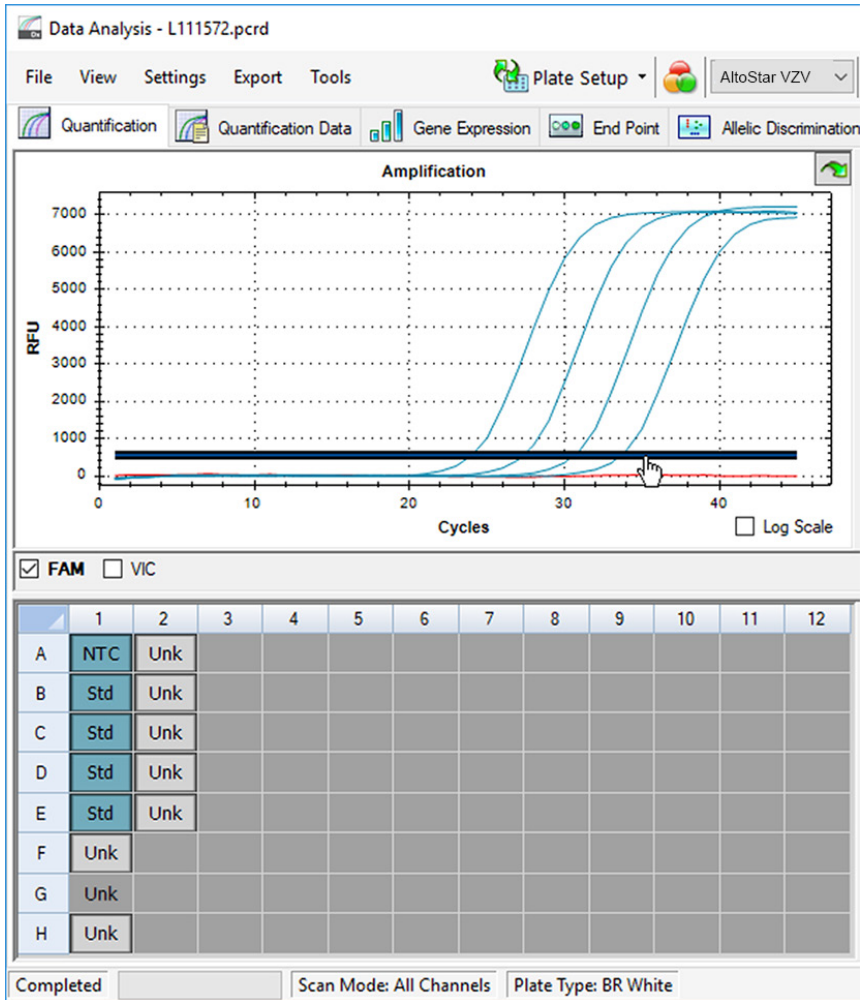 Data Analysis - L111572.pcrd
File View Settings Export Tools Plate Setup AltoStar VZV
Quantification Quantification Data Gene Expression End Point Allelic Discrimination
Amplification
7000
6000
5000
4000
3000
2000
1000
0
RFU
0 10 20 30 40
Cycles
Log Scale
FAM VIC
1 2 3 4 5 6 7 8 9 10 11 12
A NTC Unk
B Std Unk
C Std Unk
D Std Unk
E Std Unk
F Unk
G Unk
H Unk
Completed Scan Mode: All Channels Plate Type: BR White